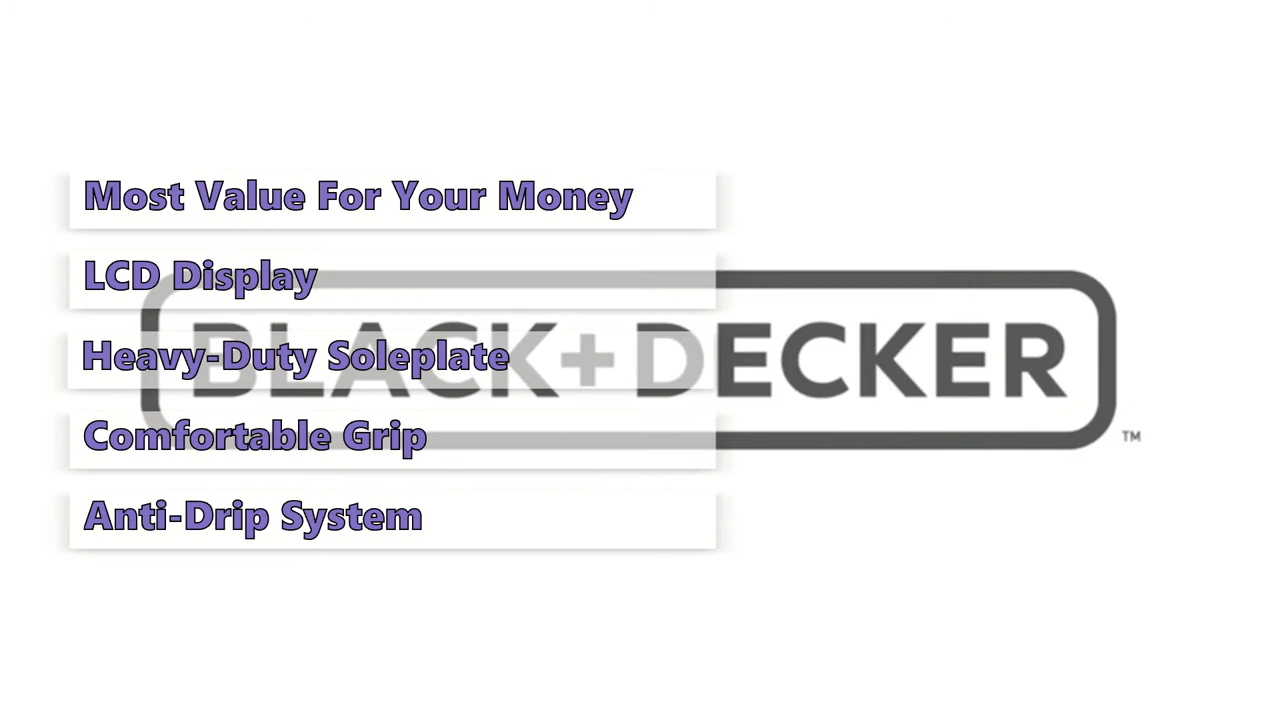 Most Value For Your Money
LCD Display
Heavy-Duty Soleplate
BLACK+DECKER
Comfortable Grip
TM
Anti-Drip System